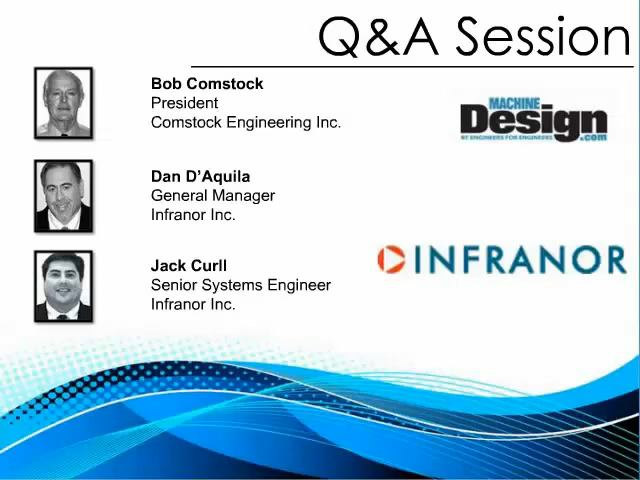 Q&A Session
Bob Comstock
President
Comstock Engineering Inc.
MACHINE
Design
BY ENGINEERS FOR ENGINEERS
.com
Dan D'Aquila
General Manager
Infranor Inc.
INFRANOR
Jack Curll
Senior Systems Engineer
Infranor Inc.